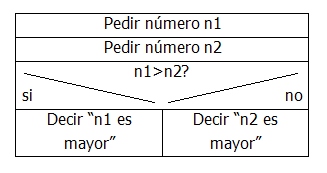 Pedir número n1
Pedir número n2
n1>n2?
si no
Decir “n1 es
mayor”
Decir “n2 es
mayor”